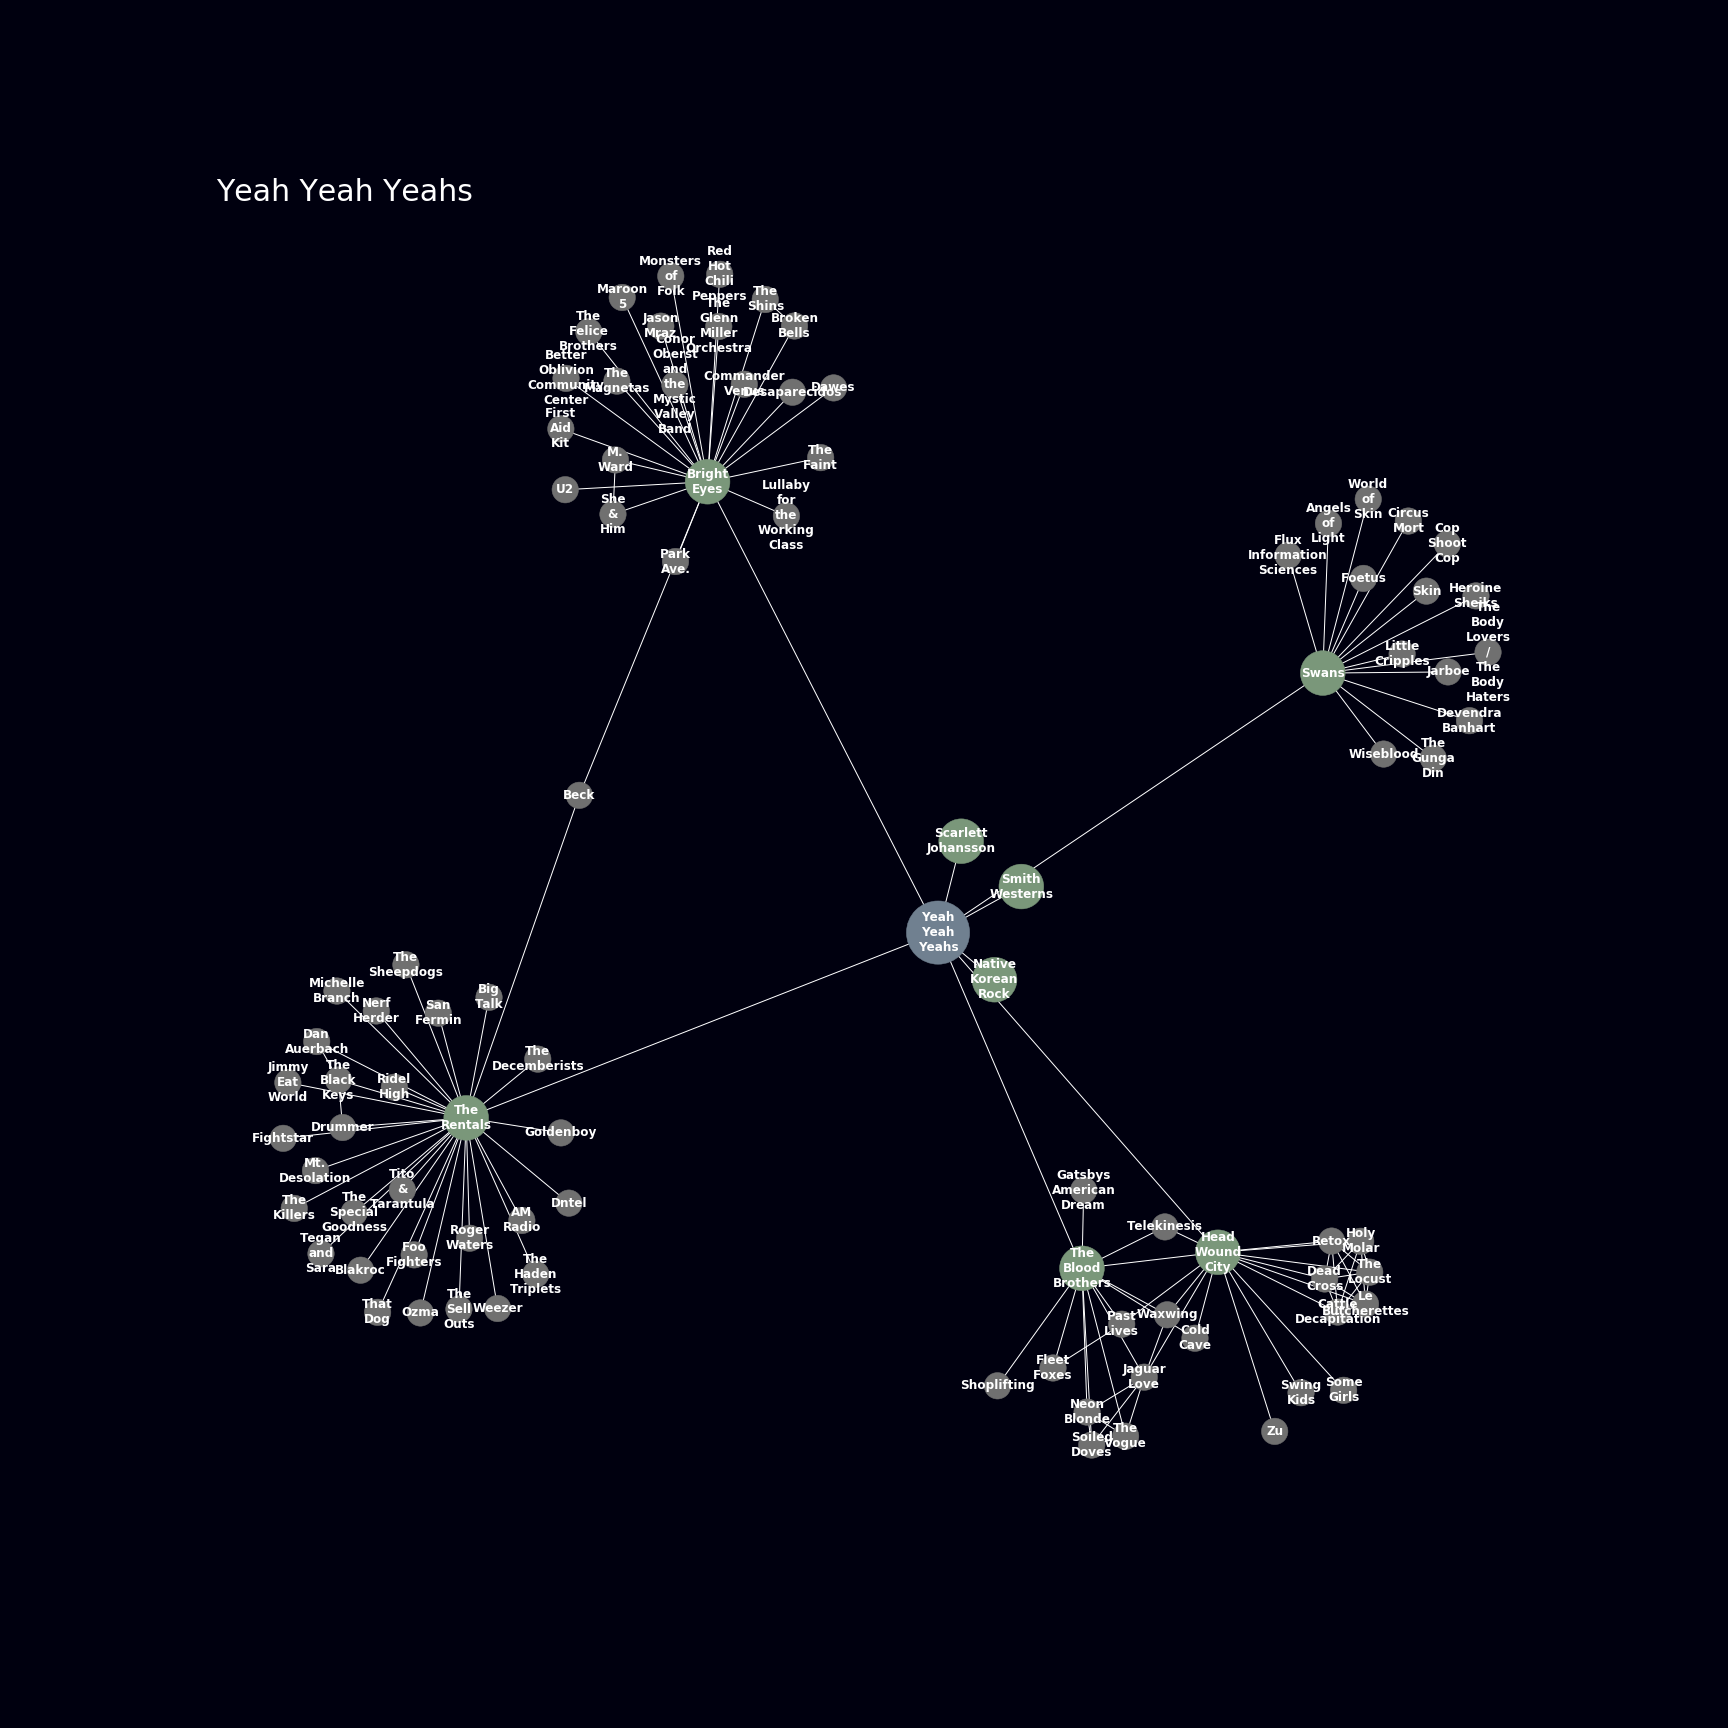 Yeah Yeah Yeahs
Red
Hot
Chili
Peppers
Monsters
of
Folk
Maroon
5
The
Shins
The
Glenn
Miller
Orchestra
Broken
Bells
Jason
Mraz
The
Felice
Brothers
Conor
Oberst
and
the
Mystic
Valley
Band
Better
Oblivion
Community
Center
The
Magnetas
Commander
Venus
Desaparecidos
Dawes
First
Aid
Kit
M.
Ward
The
Faint
Bright
Eyes
U2
She
&
Him
Lullaby
for
the
Working
Class
Park
Ave.
World
of
Skin
Angels
of
Light
Circus
Mort
Cop
Shoot
Cop
Flux
Information
Sciences
Foetus
Skin
Heroine
Sheiks
The
Body
Lovers
/
The
Body
Haters
Little
Cripples
Swans
Jarboe
Devendra
Banhart
Wiseblood
The
Gunga
Din
Beck
Scarlett
Johansson
Smith
Westerns
Yeah
Yeah
Yeahs
Native
Korean
Rock
The
Sheepdogs
Michelle
Branch
Nerf
Herder
San
Fermin
Big
Talk
Dan
Auerbach
The
Decemberists
Jimmy
Eat
World
The
Black
Keys
Ridel
High
The
Rentals
Drummer
Fightstar
Goldenboy
Mt.
Desolation
Tito
&
Tarantula
The
Killers
The
Special
Goodness
Dntel
AM
Radio
Roger
Waters
Tegan
and
Sara
Foo
Fighters
Blakroc
The
Haden
Triplets
That
Dog
Ozma
The
Sell
Outs
Weezer
Gatsbys
American
Dream
Telekinesis
Head
Wound
City
The
Blood
Brothers
Retox
Holy
Molar
Dead
Cross
The
Locust
Le
Butcherettes
Cattle
Decapitation
Past
Lives
Waxwing
Cold
Cave
Fleet
Foxes
Shoplifting
Jaguar
Love
Neon
Blonde
Soiled
Doves
The
Vogue
Swing
Kids
Some
Girls
Zu